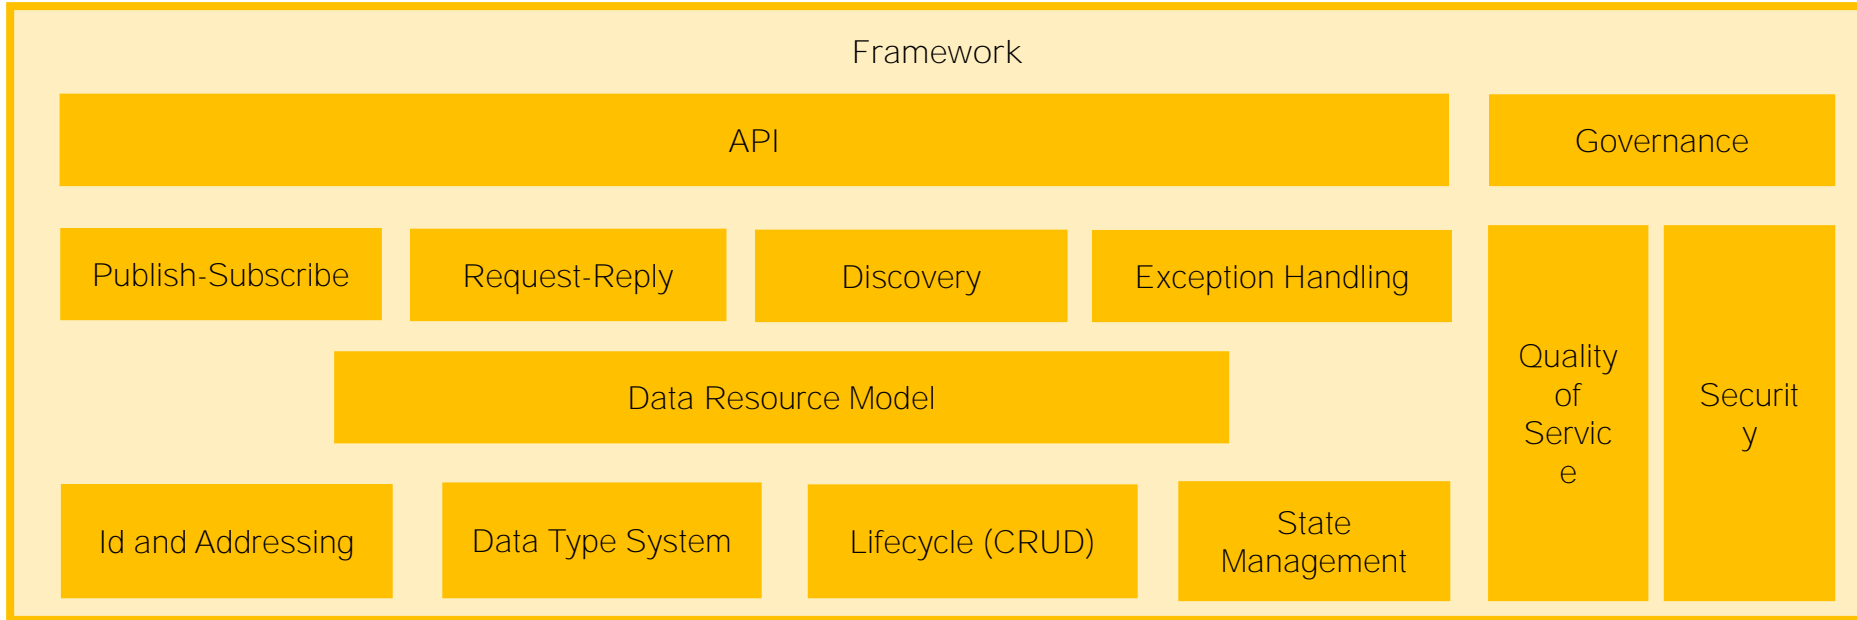 Framework
API
Governance
Publish-Subscribe
Request-Reply
Discovery
Exception Handling
Quality
of
Servic
e
Securit
y
Data Resource Model
Id and Addressing
Data Type System
Lifecycle (CRUD)
State
Management